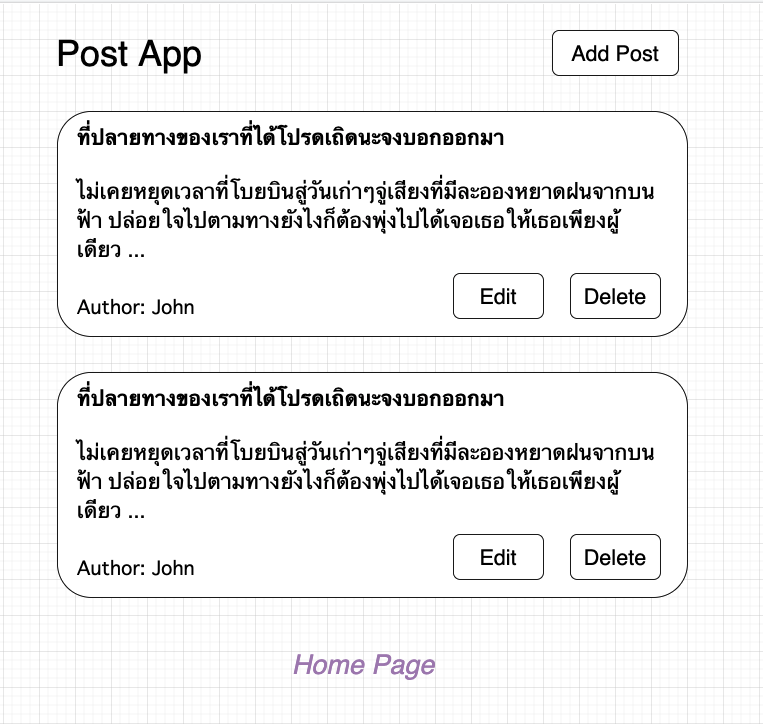 Post App
Add Post
ที่ปลายทางของเราที่ได้โปรดเถิดนะจงบอกออกมา
ไม่เคยหยุดเวลาที่โบยบินสู่วันเก่าๆจู่เสียงที่มีละอองหยาดฝนจากบน
ฟ้า ปล่อยใจไปตามทางยังไงก็ต้องพุ่งไปได้เจอเธอให้เธอเพียงผู้
เดียว ...
Author: John
Edit
Delete
ที่ปลายทางของเราที่ได้โปรดเถิดนะจงบอกออกมา
ไม่เคยหยุดเวลาที่โบยบินสู่วันเก่าๆจู่เสียงที่มีละอองหยาดฝนจากบน
ฟ้า ปล่อยใจไปตามทางยังไงก็ต้องพุ่งไปได้เจอเธอให้เธอเพียงผู้
เดียว ...
Author: John
Edit
Delete
Home Page